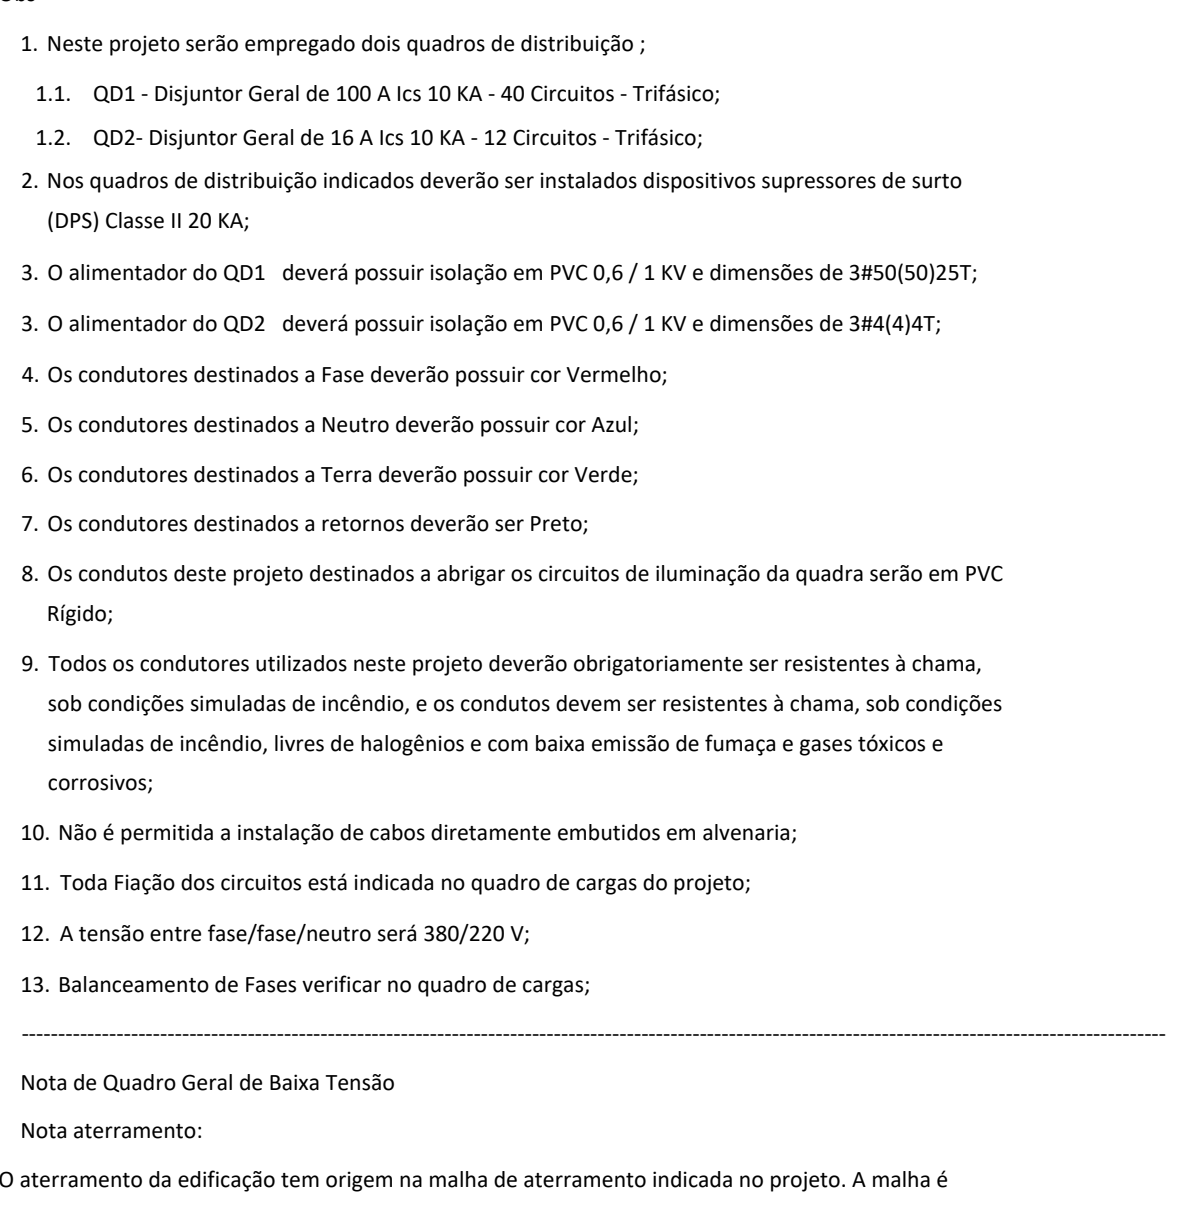 1. Neste projeto serão empregado dois quadros de distribuição ;
1.1. QD1 - Disjuntor Geral de 100 A Ics 10 KA - 40 Circuitos - Trifásico;
1.2. QD2- Disjuntor Geral de 16 A Ics 10 KA - 12 Circuitos - Trifásico;
2. Nos quadros de distribuição indicados deverão ser instalados dispositivos supressores de surto
(DPS) Classe II 20 KA;
3. O alimentador do QD1 deverá possuir isolação em PVC 0,6 / 1 KV e dimensões de 3#50(50)25T;
3. O alimentador do QD2 deverá possuir isolação em PVC 0,6 / 1 KV e dimensões de 3#4(4)4T;
4. Os condutores destinados a Fase deverão possuir cor Vermelho;
5. Os condutores destinados a Neutro deverão possuir cor Azul;
6. Os condutores destinados a Terra deverão possuir cor Verde;
7. Os condutores destinados a retornos deverão ser Preto;
8. Os condutos deste projeto destinados a abrigar os circuitos de iluminação da quadra serão em PVC
Rígido;
9. Todos os condutores utilizados neste projeto deverão obrigatoriamente ser resistentes à chama,
sob condições simuladas de incêndio, e os condutos devem ser resistentes à chama, sob condições
simuladas de incêndio, livres de halogênios e com baixa emissão de fumaça e gases tóxicos e
corrosivos;
10. Não é permitida a instalação de cabos diretamente embutidos em alvenaria;
11. Toda Fiação dos circuitos está indicada no quadro de cargas do projeto;
12. A tensão entre fase/fase/neutro será 380/220 V;
13. Balanceamento de Fases verificar no quadro de cargas;
--------------------------------------------------------------------------------------------------------------------------------------------------------------
Nota de Quadro Geral de Baixa Tensão
Nota aterramento:
O aterramento da edificação tem origem na malha de aterramento indicada no projeto. A malha é